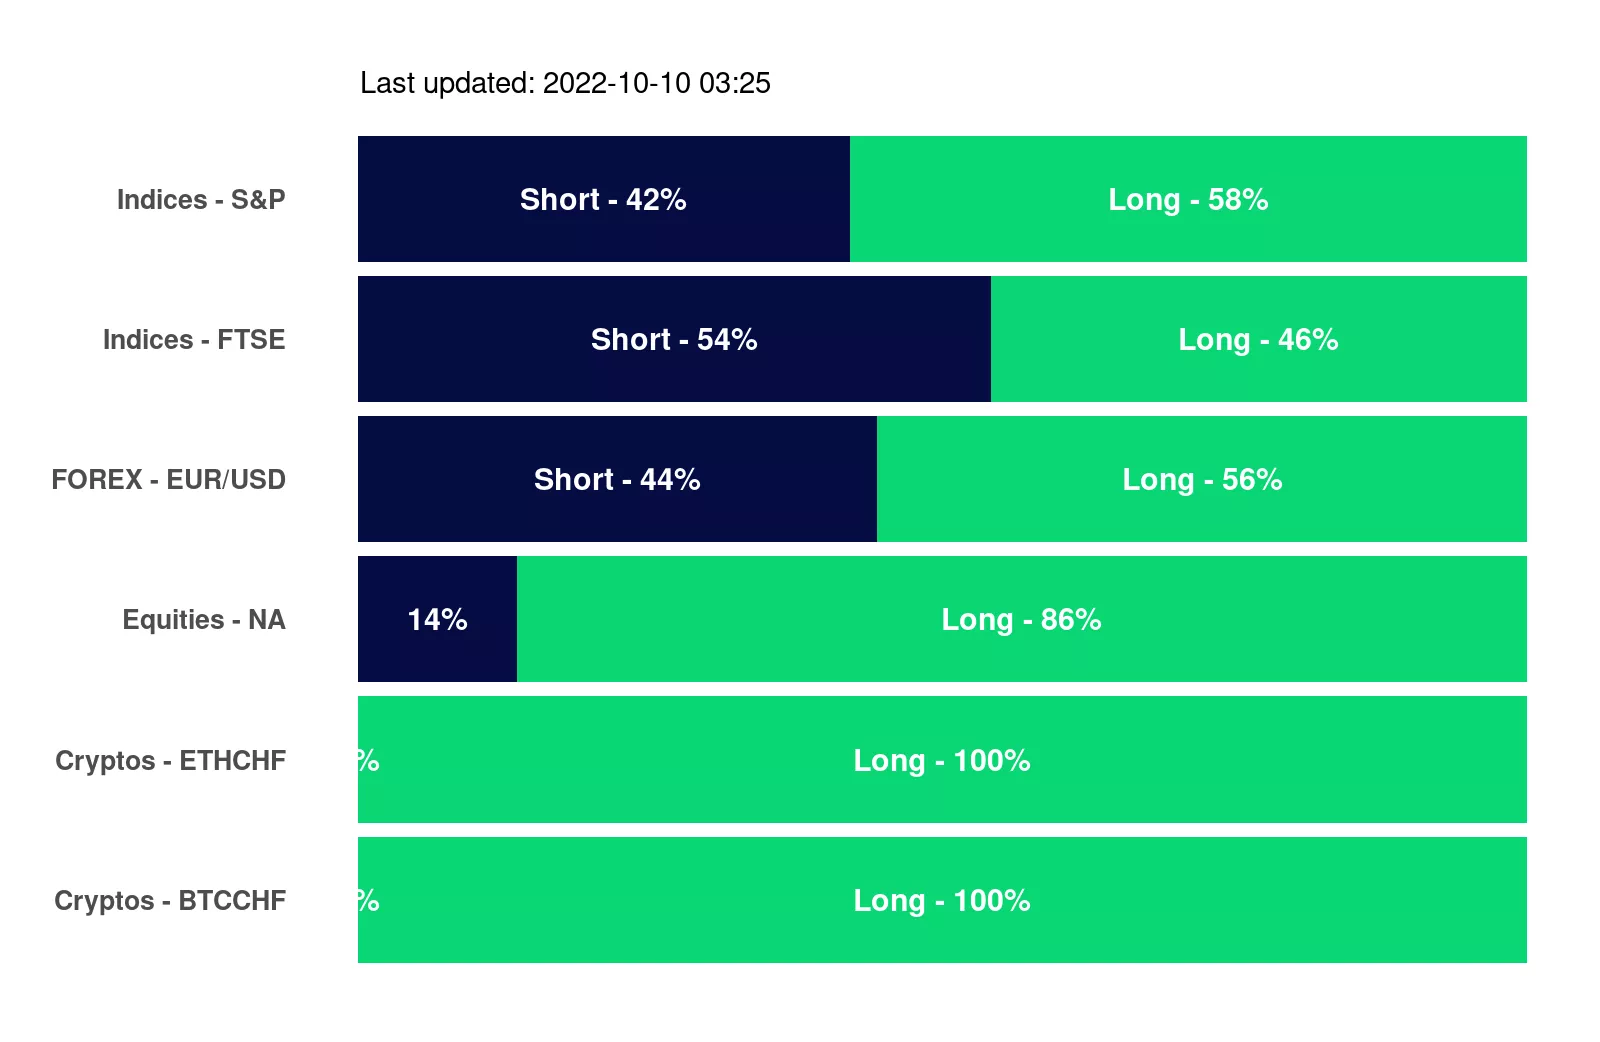 Last updated: 2022-10-10 03:25
Indices - S&P Short - 42% Long - 58%
Indices - FTSE Short - 54% Long - 46%
FOREX - EUR/USD Short - 44% Long - 56%
Equities - NA 14% Long - 86%
Cryptos - ETHCHF % Long - 100%
Cryptos - BTCCHF % Long - 100%